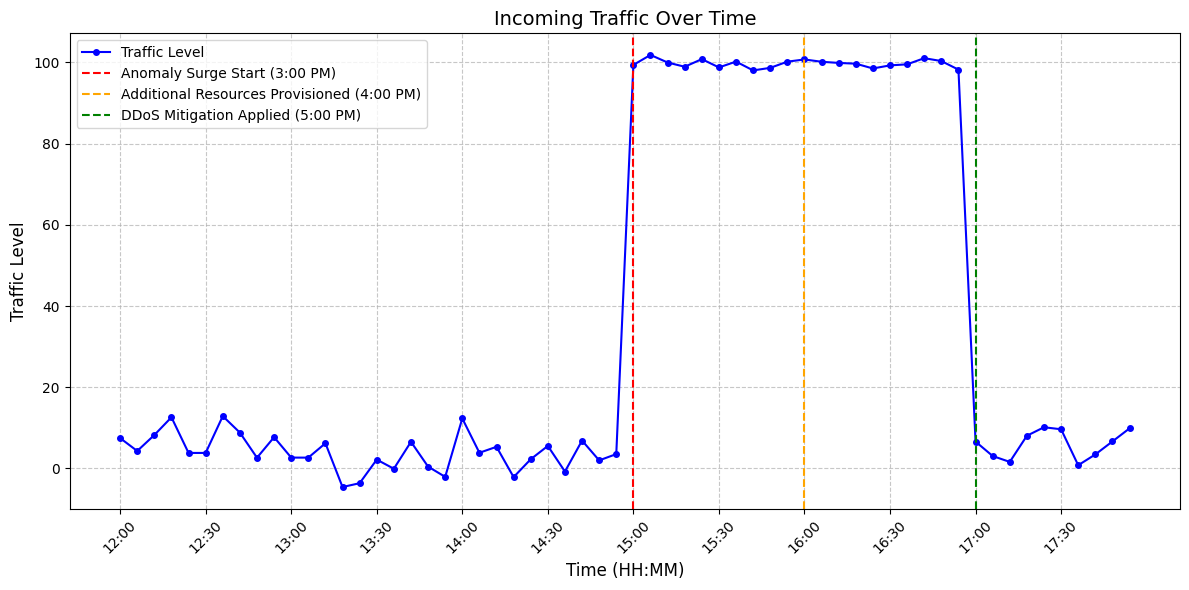 Incoming Traffic Over Time
Traffic Level
Anomaly Surge Start (3:00 PM)
Additional Resources Provisioned (4:00 PM)
DDoS Mitigation Applied (5:00 PM)
Traffic Level
100
80
60
40
20
0
12:00
12:30
13:00
13:30
14:00
14:30
15:00
15:30
16:00
16:30
17:00
17:30
Time (HH:MM)